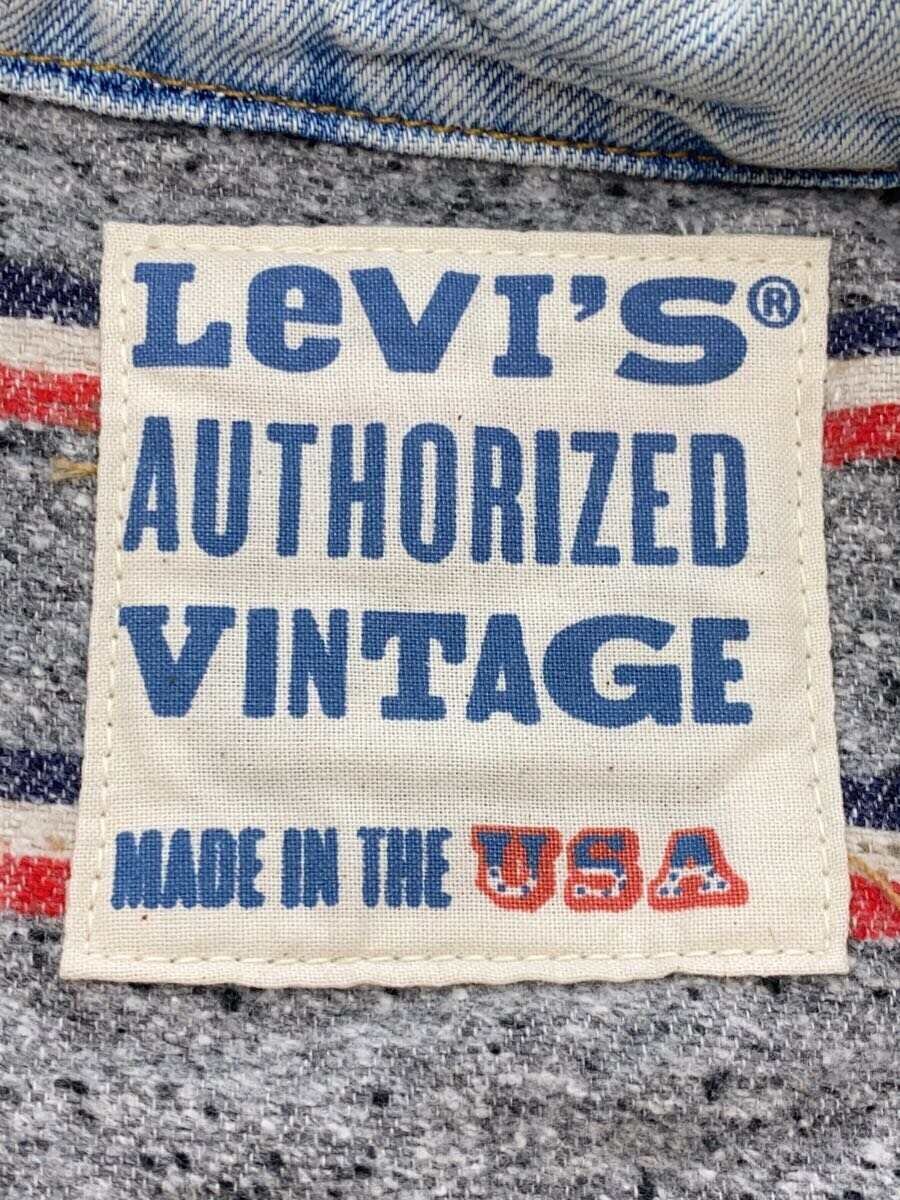 LeVI'S®
AUTHORIZED
VINTAGE
MADE IN THE USA